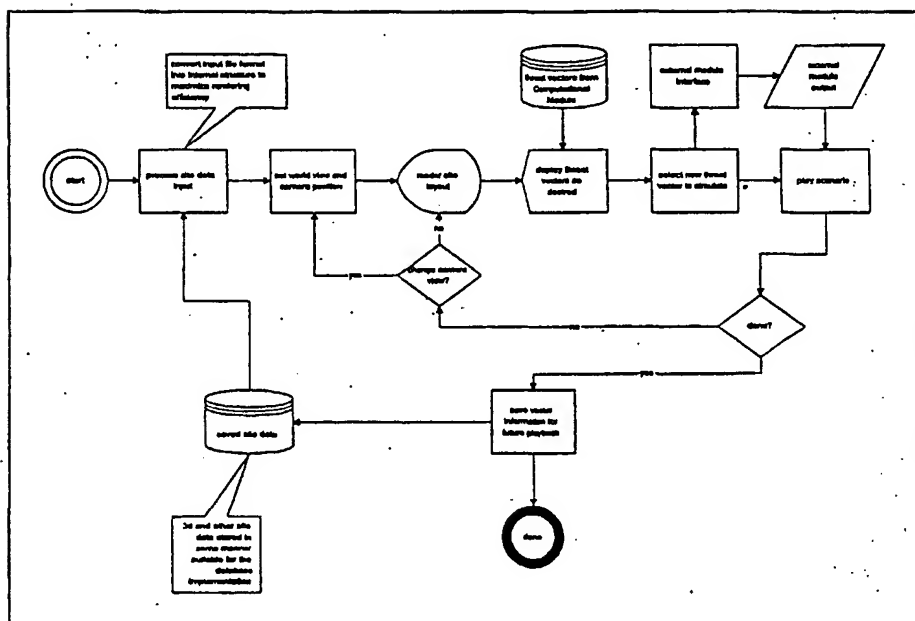 convert input file format
into internal structure to
maximize rendering
efficiency
threat vectors from
Computational
Module
external module
interface
external
module
output
start
process site data
input
set world view and
camera position
render site
layout
display threat
vectors as
desired
select new threat
vector to simulate
play scenario
no
yes
change camera
view?
no
done?
yes
saved site data
save vector
information for
future playback
3d and other site
data stored in
some manner
suitable for the
database
implementation
done